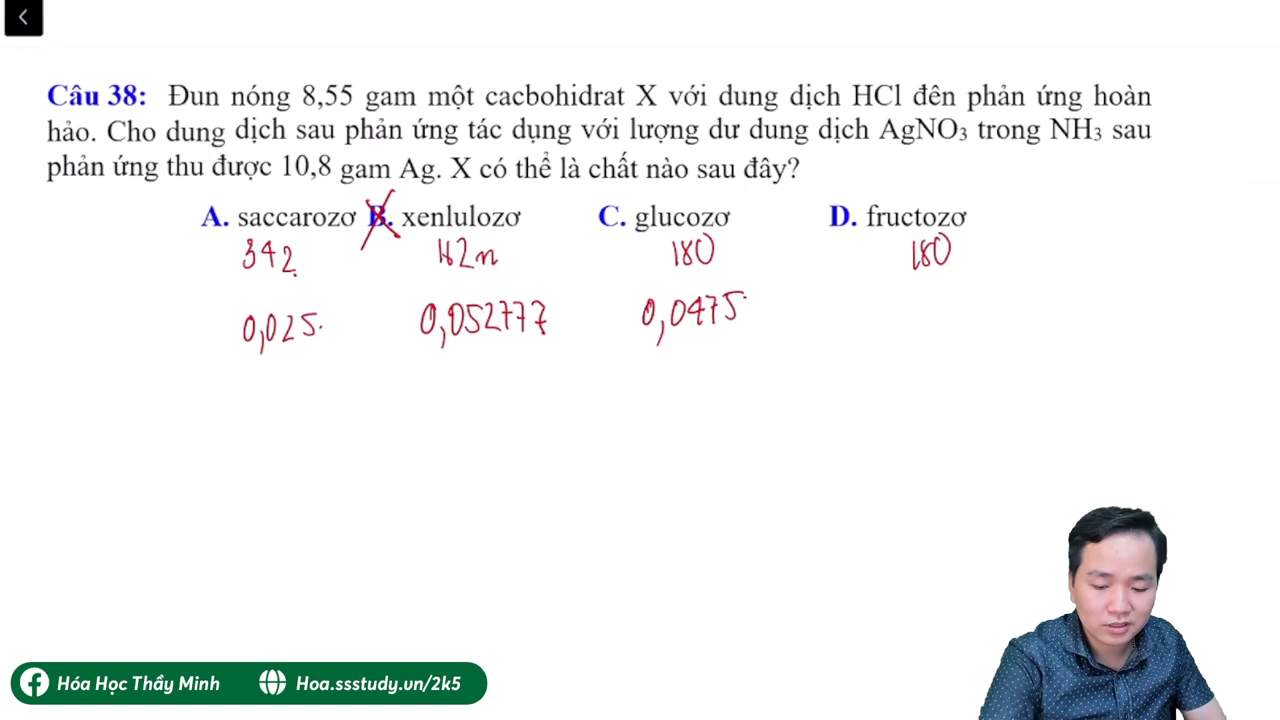 Câu 38: Đun nóng 8,55 gam một cacbohidrat X với dung dịch HCl đên phản ứng hoàn
hảo. Cho dung dịch sau phản ứng tác dụng với lượng dư dung dịch AgNO₃ trong NH₃ sau
phản ứng thu được 10,8 gam Ag. X có thể là chất nào sau đây?
A. saccarozơ B. xenlulozơ C. glucozơ D. fructozơ
342 162n 180 180
0,025 0,052777 0,0475
Hóa Học Thầy Minh Hoa.ssstudy.vn/2k5